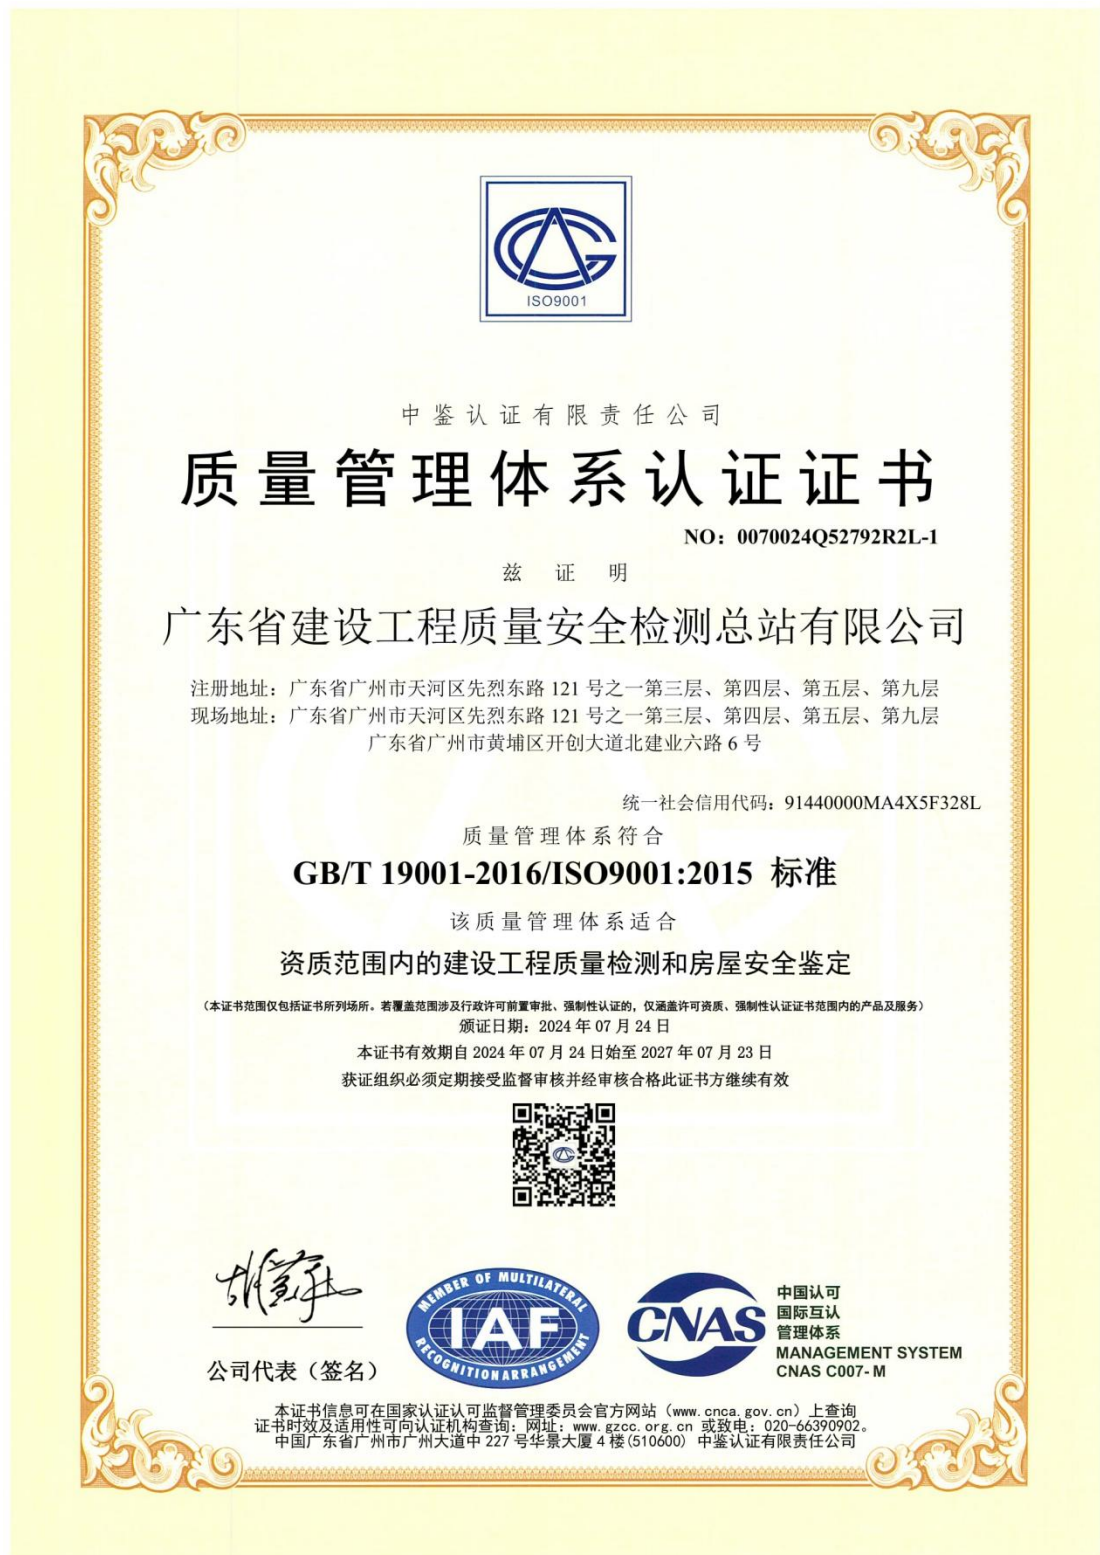 ISO9001
中鉴认证有限责任公司
质量管理体系认证证书
NO：0070024Q52792R2L-1
兹 证 明
广东省建设工程质量安全检测总站有限公司
注册地址：广东省广州市天河区先烈东路 121 号之一第三层、第四层、第五层、第九层
现场地址：广东省广州市天河区先烈东路 121 号之一第三层、第四层、第五层、第九层
广东省广州市黄埔区开创大道北建业六路 6 号
统一社会信用代码：91440000MA4X5F328L
质量管理体系符合
GB/T 19001-2016/ISO9001:2015 标准
该质量管理体系适合
资质范围内的建设工程质量检测和房屋安全鉴定
（本证书范围仅包括证书所列场所。若覆盖范围涉及行政许可前置审批、强制性认证的，仅涵盖许可资质、强制性认证证书范围内的产品及服务）
颁证日期：2024 年 07 月 24 日
本证书有效期自 2024 年 07 月 24 日始至 2027 年 07 月 23 日
获证组织必须定期接受监督审核并经审核合格此证书方继续有效
公司代表（签名）
MEMBER OF MULTILATERAL
IAF
RECOGNITION ARRANGEMENT
CNAS
中国认可
国际互认
管理体系
MANAGEMENT SYSTEM
CNAS C007-M
本证书信息可在国家认证认可监督管理委员会官方网站（www.cnca.gov.cn）上查询
证书时效及适用性可向认证机构查询：网址：www.gzcc.org.cn 或致电：020-66390902。
中国广东省广州市广州大道中 227 号华景大厦 4 楼(510600) 中鉴认证有限责任公司